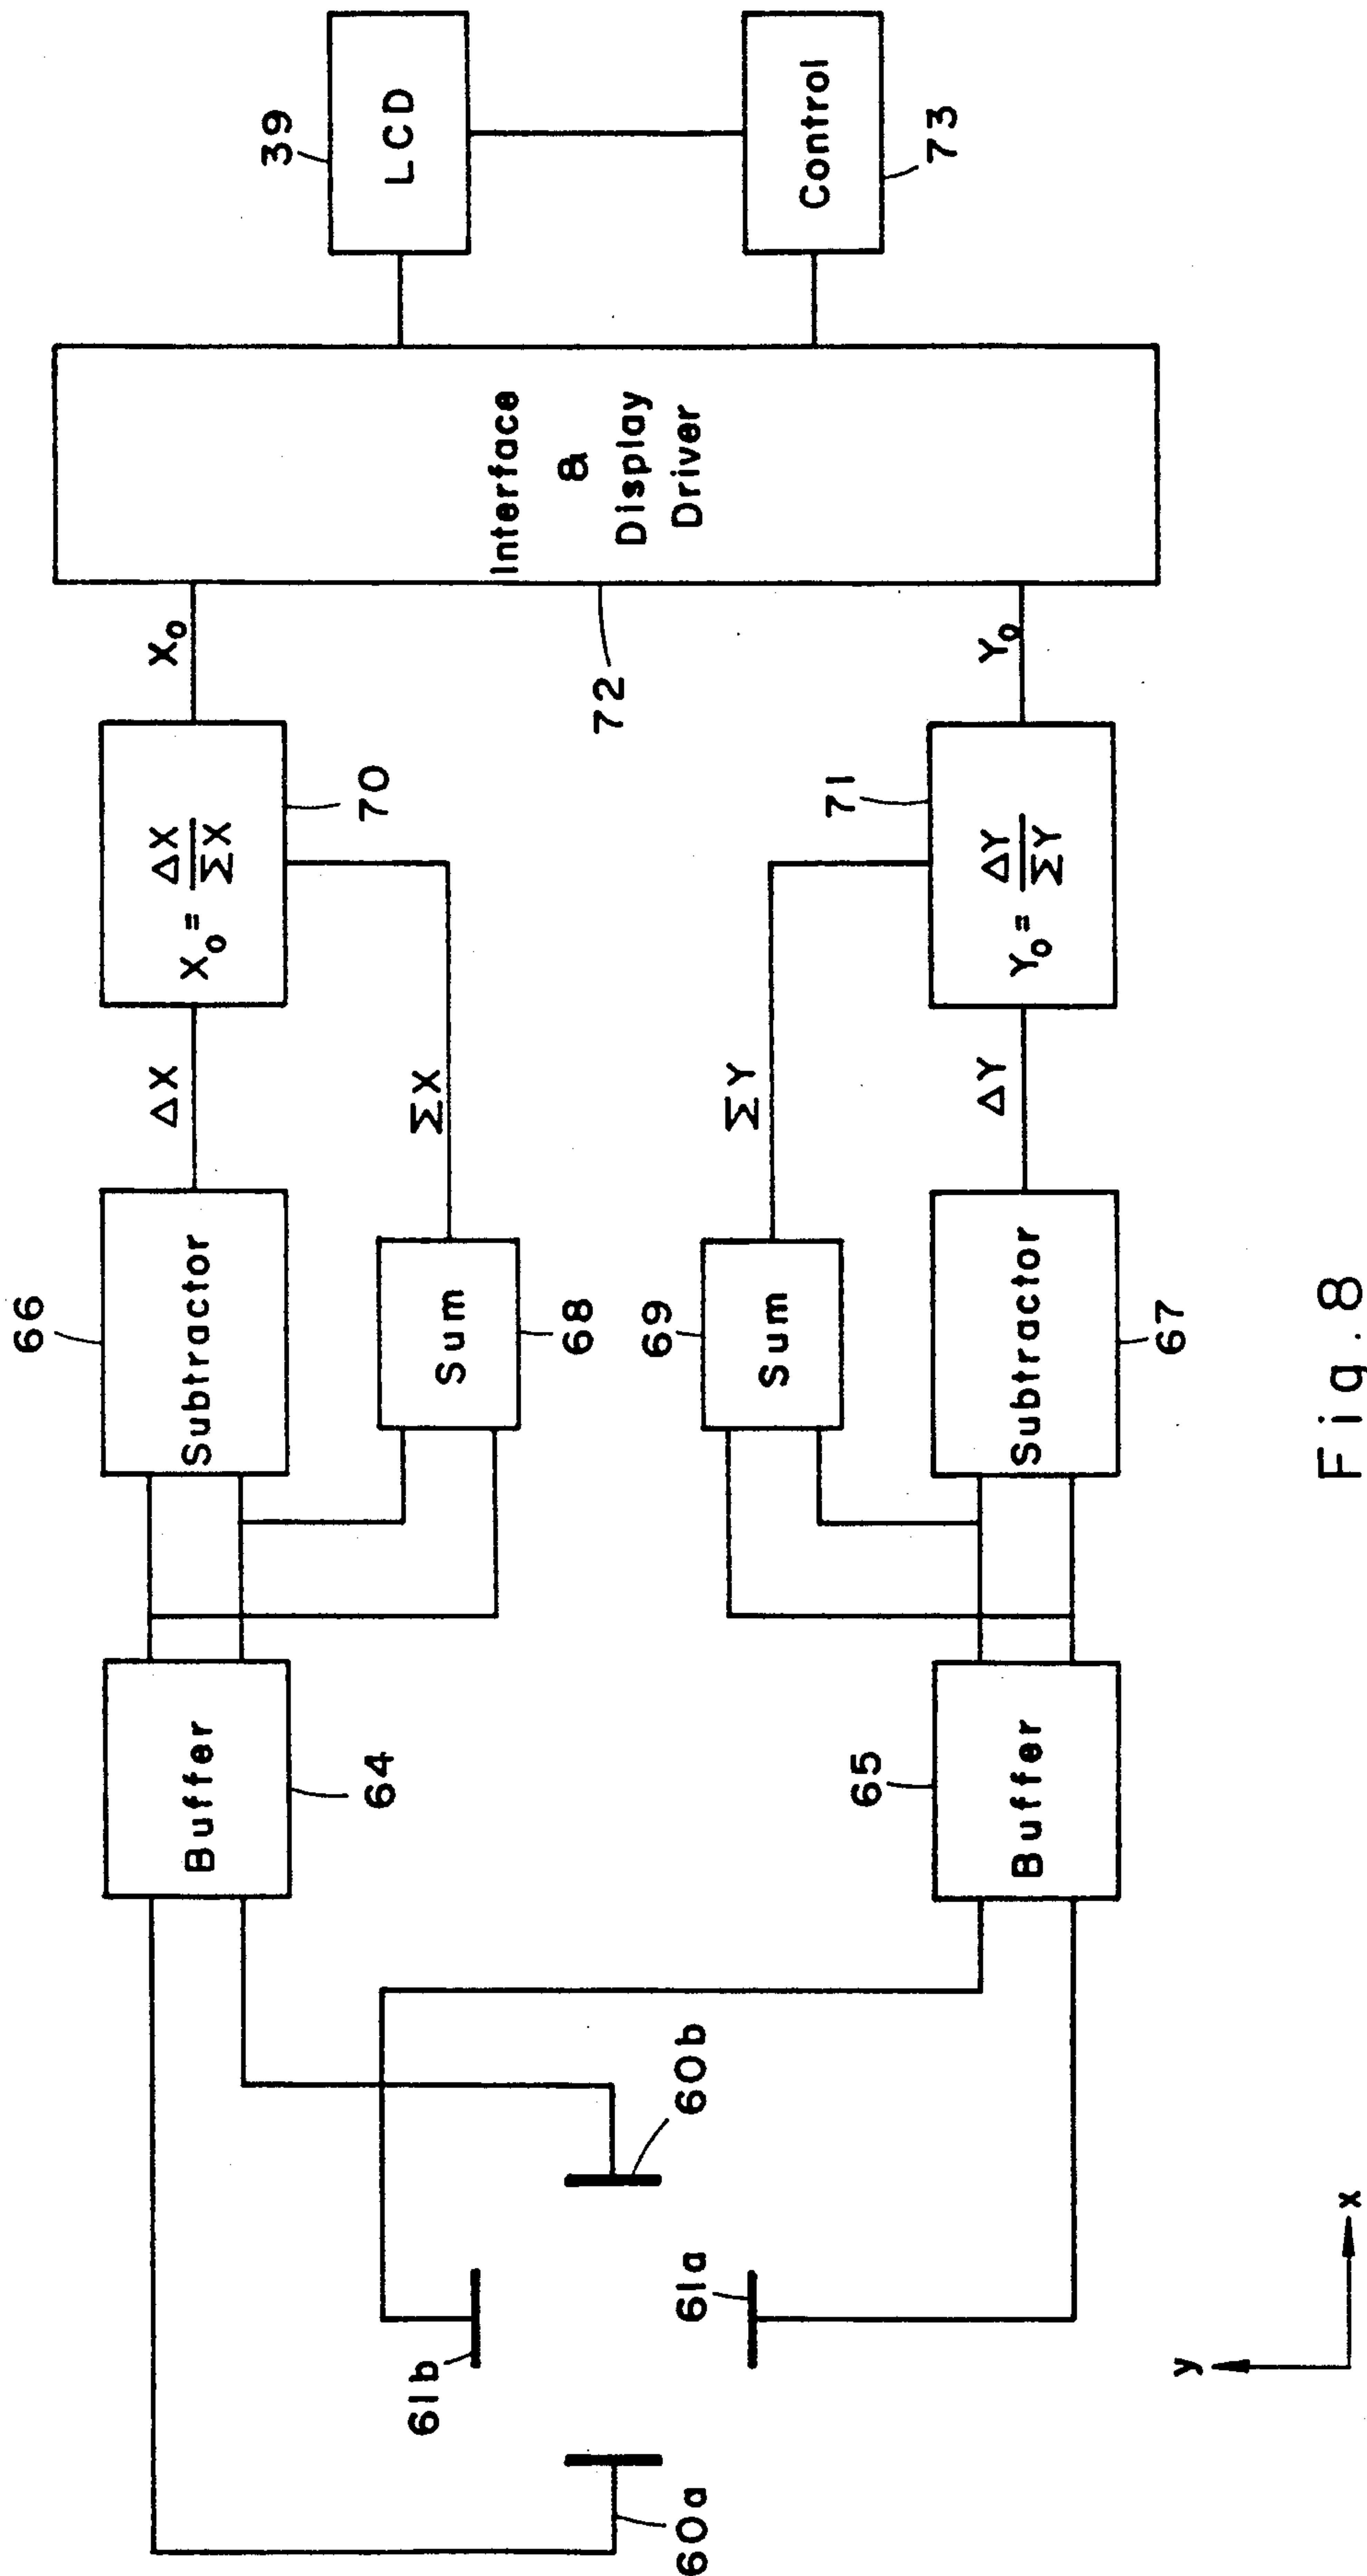 66
Buffer
64
Subtractor
ΔX
X₀ = ΔX / ΣX
70
X₀
Sum
68
ΣX
60a
61b
61a
60b
Interface
&
Display
Driver
72
LCD
39
Control
73
Sum
69
ΣY
Buffer
65
Subtractor
67
ΔY
Y₀ = ΔY / ΣY
71
Y₀
y
x
Fig. 8